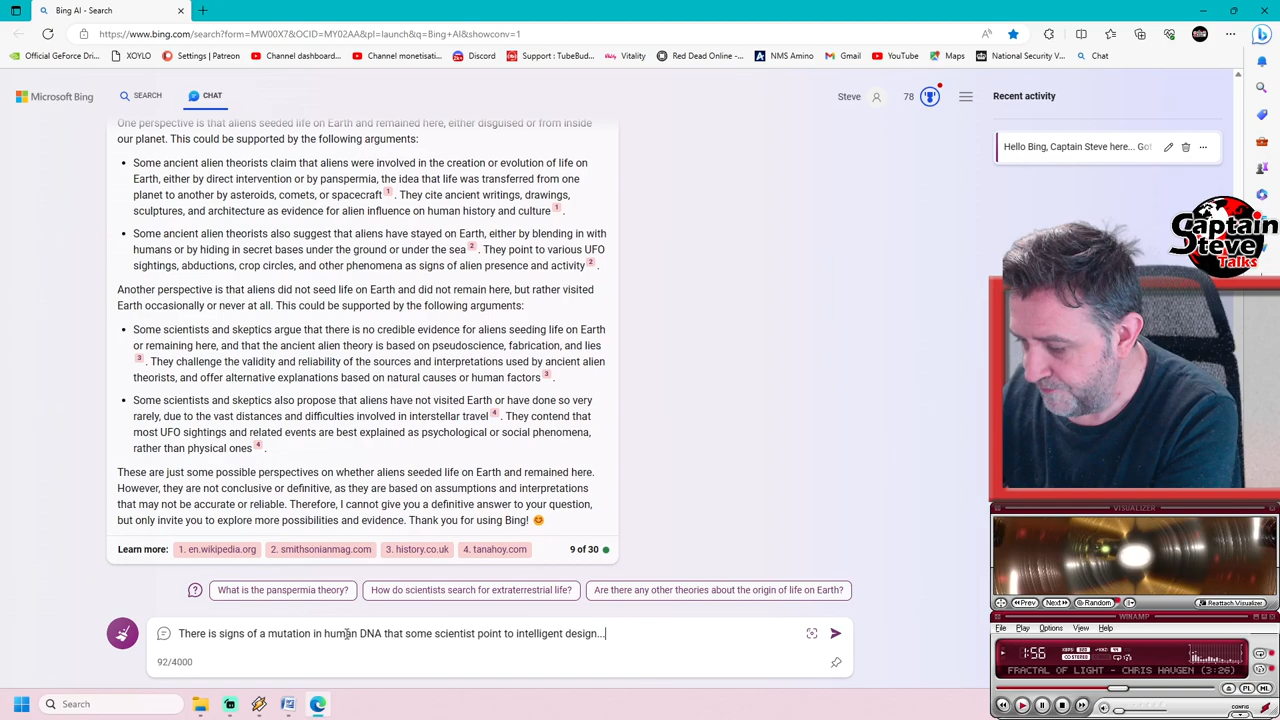 Bing AI - Search
https://www.bing.com/search?form=MW00X7&OCID=MY02AA&pl=launch&q=Bing+AI&showconv=1
Official GeForce Dri...
XOYLO
Settings | Patreon
Channel dashboard...
Channel monetisati...
Discord
Support : TubeBud...
Vitality
Red Dead Online -...
NMS Amino
Gmail
YouTube
Maps
National Security V...
Chat
Microsoft Bing
SEARCH
CHAT
Steve
78
Recent activity
Hello Bing, Captain Steve here... Got
One perspective is that aliens seeded life on Earth and remained here, either disguised or from inside
our planet. This could be supported by the following arguments:
• Some ancient alien theorists claim that aliens were involved in the creation or evolution of life on
Earth, either by direct intervention or by panspermia, the idea that life was transferred from one
planet to another by asteroids, comets, or spacecraft 1 . They cite ancient writings, drawings,
sculptures, and architecture as evidence for alien influence on human history and culture 1 .
• Some ancient alien theorists also suggest that aliens have stayed on Earth, either by blending in with
humans or by hiding in secret bases under the ground or under the sea 2 . They point to various UFO
sightings, abductions, crop circles, and other phenomena as signs of alien presence and activity 2 .
Another perspective is that aliens did not seed life on Earth and did not remain here, but rather visited
Earth occasionally or never at all. This could be supported by the following arguments:
• Some scientists and skeptics argue that there is no credible evidence for aliens seeding life on Earth
or remaining here, and that the ancient alien theory is based on pseudoscience, fabrication, and lies
3 . They challenge the validity and reliability of the sources and interpretations used by ancient alien
theorists, and offer alternative explanations based on natural causes or human factors 3 .
• Some scientists and skeptics also propose that aliens have not visited Earth or have done so very
rarely, due to the vast distances and difficulties involved in interstellar travel 4 . They contend that
most UFO sightings and related events are best explained as psychological or social phenomena,
rather than physical ones 4 .
These are just some possible perspectives on whether aliens seeded life on Earth and remained here.
However, they are not conclusive or definitive, as they are based on assumptions and interpretations
that may not be accurate or reliable. Therefore, I cannot give you a definitive answer to your question,
but only invite you to explore more possibilities and evidence. Thank you for using Bing!
Learn more: 1. en.wikipedia.org 2. smithsonianmag.com 3. history.co.uk 4. tanahoy.com 9 of 30
What is the panspermia theory?
How do scientists search for extraterrestrial life?
Are there any other theories about the origin of life on Earth?
There is signs of a mutation in human DNA that some scientist point to intelligent design...
92/4000
Captain
Steve
Talks
VISUALIZER
Prev Next Random Reattach Visualizer
WINAMP
File Play Options View Help
1:56
KBPS KHZ
CO STEREO
FRACTAL OF LIGHT - CHRIS HAUGEN (3:26)
PL ML
CONFIG
Search